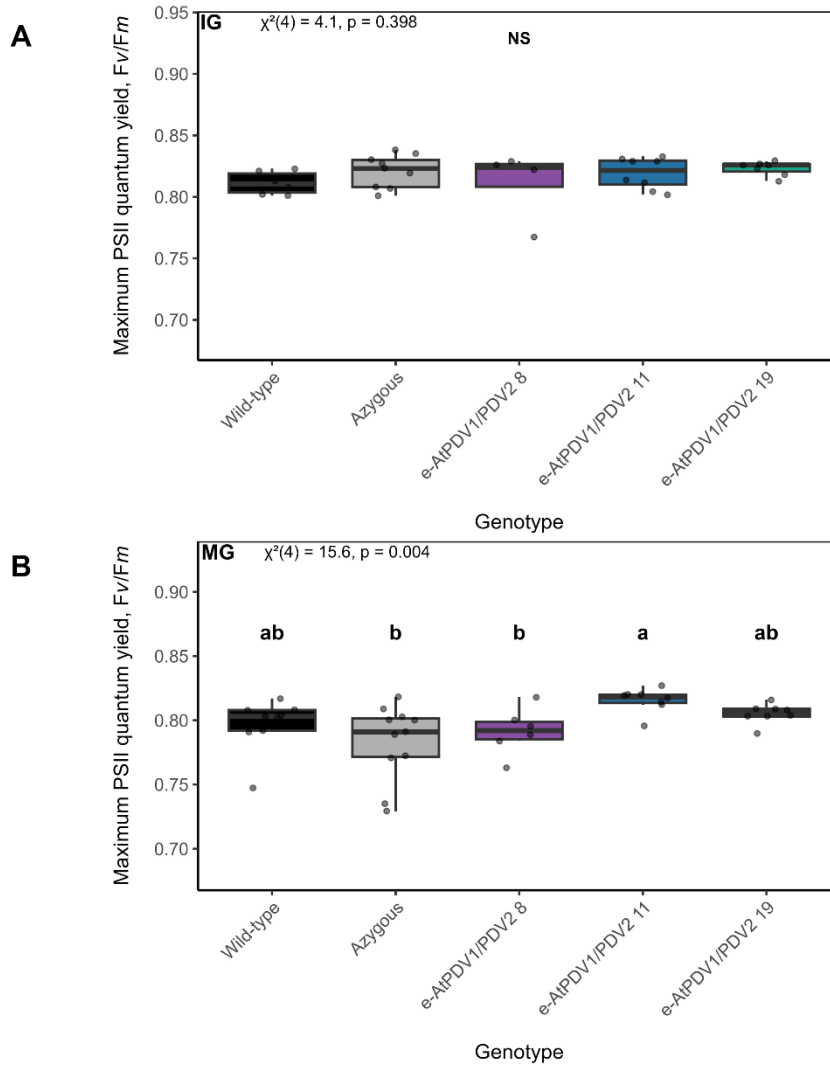 A
IG χ²(4) = 4.1, p = 0.398
NS
Maximum PSII quantum yield, Fv/Fm
0.95
0.90
0.85
0.80
0.75
0.70
Wild-type
Azygous
e-AtPDV1/PDV2 8
e-AtPDV1/PDV2 11
e-AtPDV1/PDV2 19
Genotype
B
MG χ²(4) = 15.6, p = 0.004
ab b b a ab
Maximum PSII quantum yield, Fv/Fm
0.90
0.85
0.80
0.75
0.70
Wild-type
Azygous
e-AtPDV1/PDV2 8
e-AtPDV1/PDV2 11
e-AtPDV1/PDV2 19
Genotype